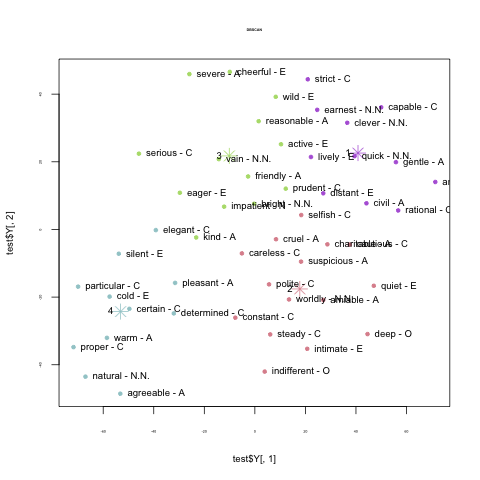 DBSCAN
severe - A
cheerful - E
strict - C
wild - E
capable - C
earnest - N.N.
reasonable - A
clever - N.N.
active - E
serious - C
3
vain - N.N.
lively - E
1
quick - N.N.
gentle - A
friendly - A
ar
eager - E
prudent - C
distant - E
impatient - N
bright - N.N.
civil - A
rational - C
selfish - C
elegant - C
kind - A
cruel - A
charitable - A
silent - E
careless - C
suspicious - A
particular - C
pleasant - A
polite - C
2
quiet - E
cold - E
worldly - N.N.
amiable - A
4
certain - C
determined - C
constant - C
warm - A
steady - C
deep - O
proper - C
intimate - E
indifferent - O
natural - N.N.
agreeable - A
test$Y[, 2]
test$Y[, 1]